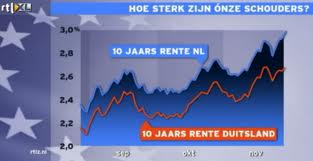 rtl XL
HOE STERK ZIJN ÓNZE SCHOUDERS?
3,0%
10 JAARS RENTE NL
2,8
2,6
2,4
2,2
10 JAARS RENTE DUITSLAND
2,0
sep
okt
nov
rtlz.nl